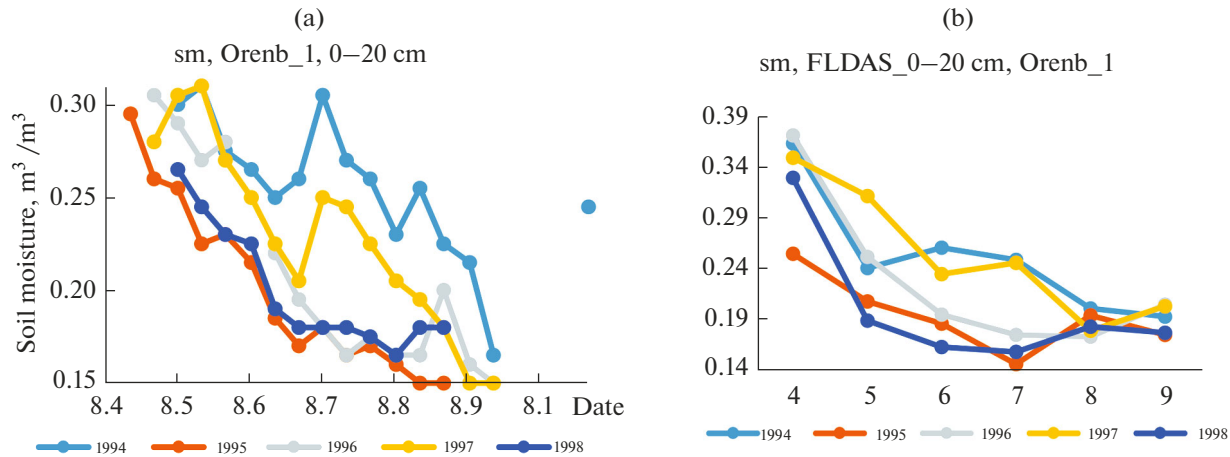 (a)
sm, Orenb_1, 0–20 cm
Soil moisture, m³/m³
0.30
0.25
0.20
0.15
8.4 8.5 8.6 8.7 8.8 8.9 8.1 Date
1994 1995 1996 1997 1998
(b)
sm, FLDAS_0–20 cm, Orenb_1
0.39
0.34
0.29
0.24
0.19
0.14
4 5 6 7 8 9
1994 1995 1996 1997 1998